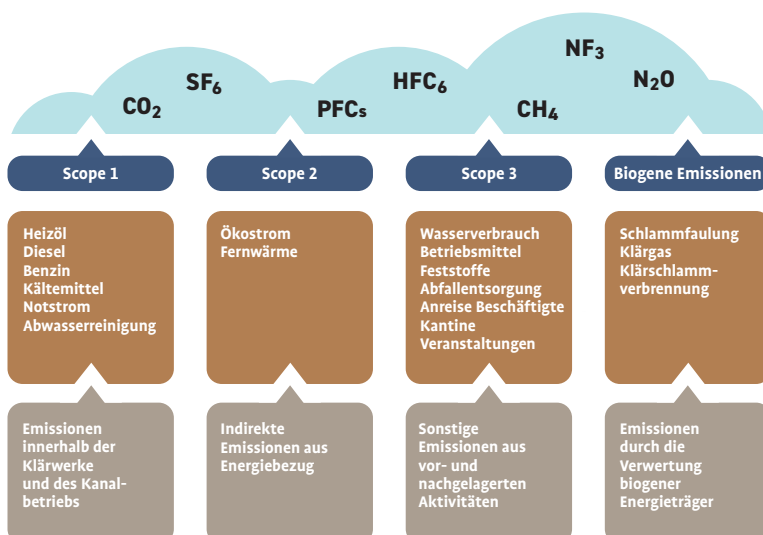 NF₃
SF₆
HFC₆
N₂O
CO₂
PFCs
CH₄
Scope 1
Scope 2
Scope 3
Biogene Emissionen
Heizöl
Diesel
Benzin
Kältemittel
Notstrom
Abwasserreinigung
Ökostrom
Fernwärme
Wasserverbrauch
Betriebsmittel
Feststoffe
Abfallentsorgung
Anreise Beschäftigte
Kantine
Veranstaltungen
Schlammfaulung
Klärgas
Klärschlamm-
verbrennung
Emissionen
innerhalb der
Klärwerke
und des Kanal-
betriebs
Indirekte
Emissionen aus
Energiebezug
Sonstige
Emissionen aus
vor- und
nachgelagerten
Aktivitäten
Emissionen
durch die
Verwertung
biogener
Energieträger